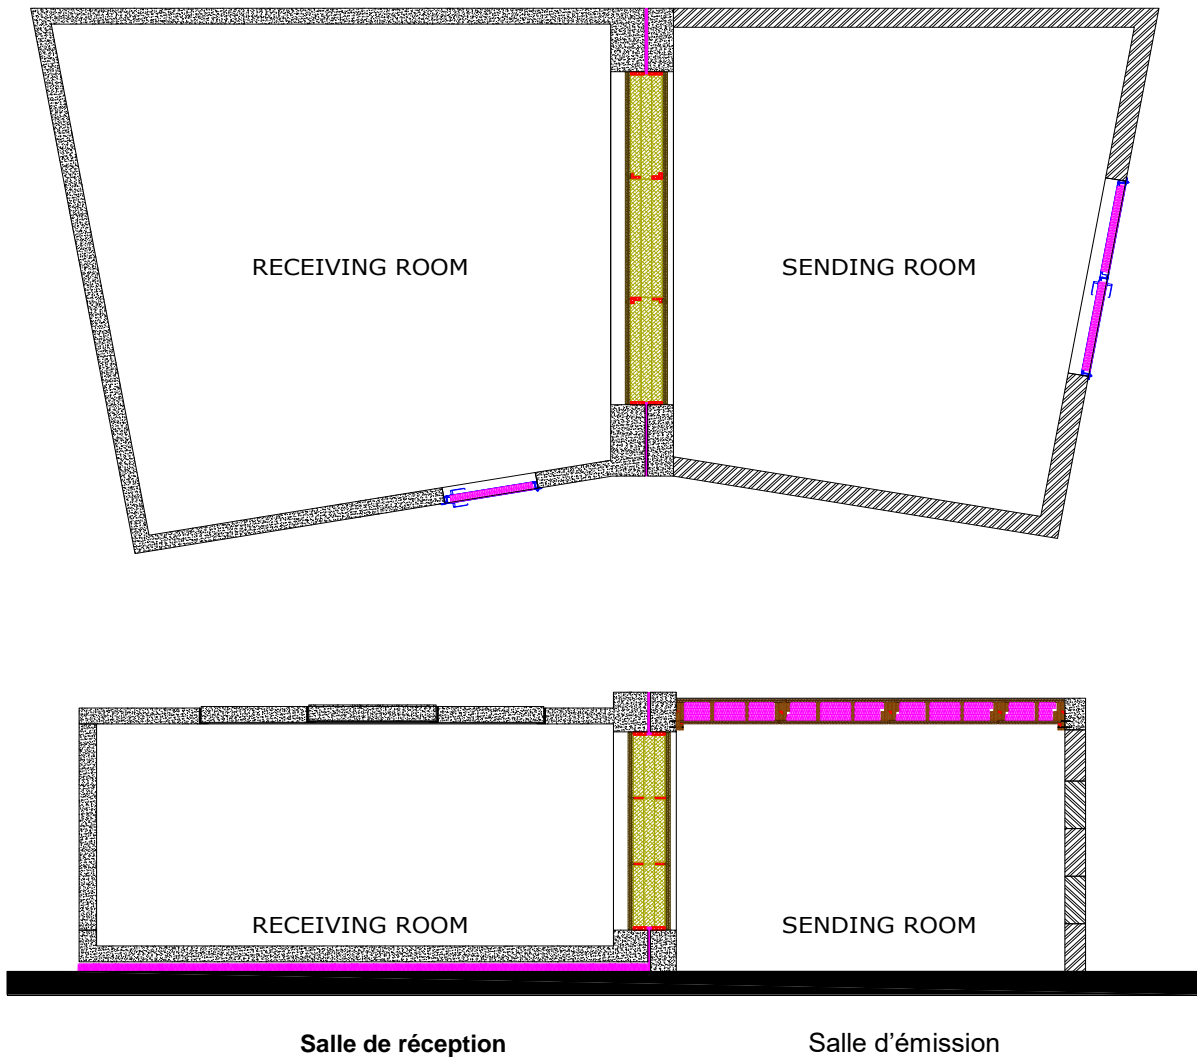 RECEIVING ROOM
SENDING ROOM
RECEIVING ROOM
SENDING ROOM
Salle de réception
Salle d'émission